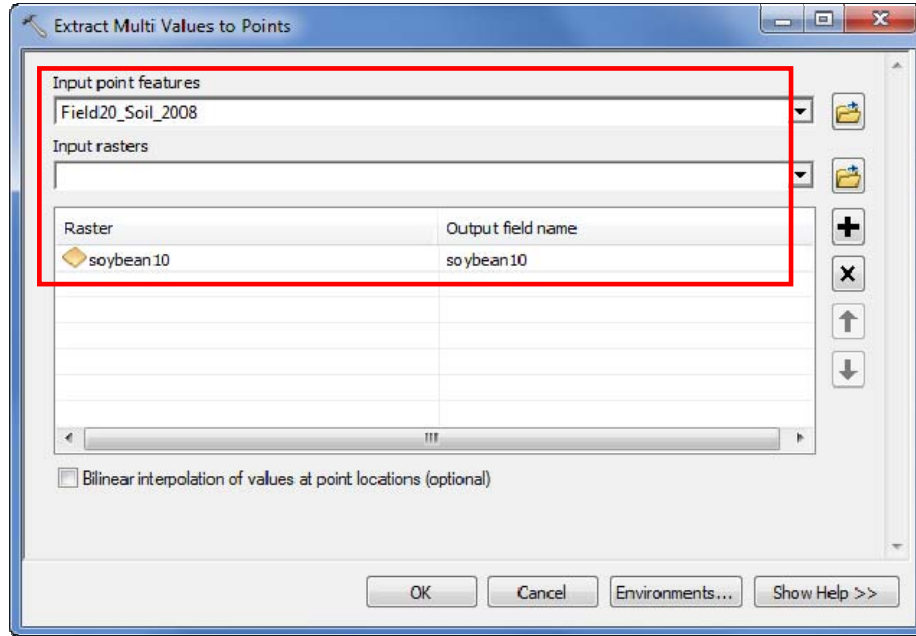 Extract Multi Values to Points
Input point features
Field20_Soil_2008
Input rasters
Raster Output field name
soybean10 soybean10
Bilinear interpolation of values at point locations (optional)
OK Cancel Environments... Show Help >>